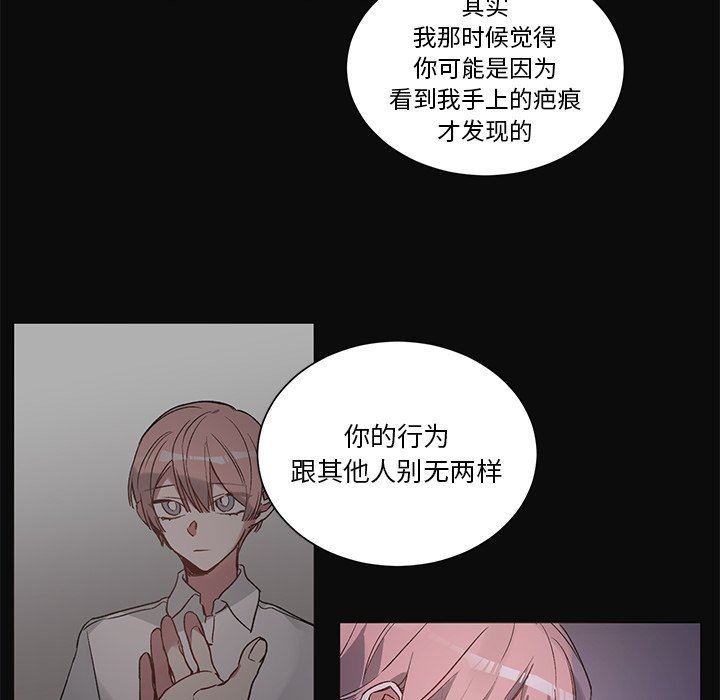 其实
我那时候觉得
你可能是因为
看到我手上的疤痕
才发现的
你的行为
跟其他人别无两样